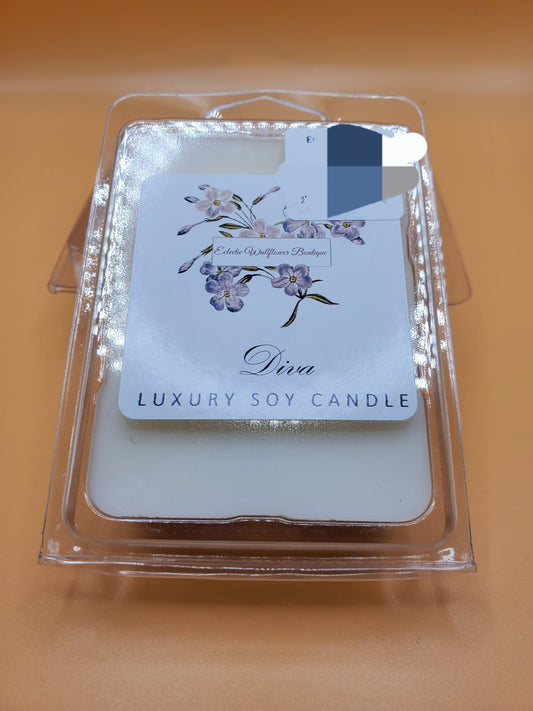 Eclectic Wallflower Boutique
Diva
LUXURY SOY CANDLE